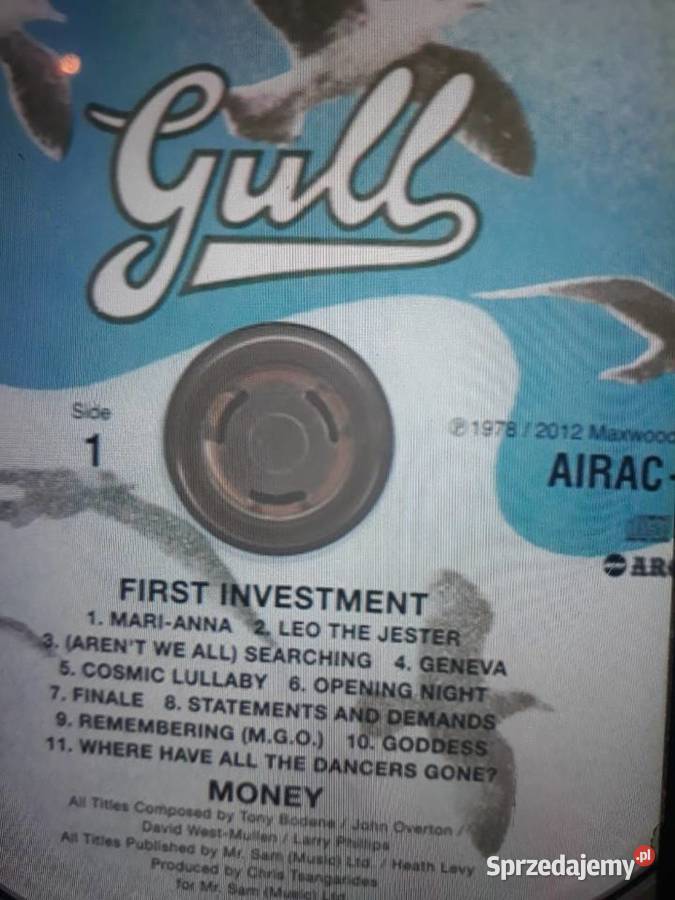 Gull
Side
1
℗ 1978 / 2012 Maxwood
AIRAC-
FIRST INVESTMENT
1. MARI-ANNA 2. LEO THE JESTER
3. (AREN'T WE ALL) SEARCHING 4. GENEVA
5. COSMIC LULLABY 6. OPENING NIGHT
7. FINALE 8. STATEMENTS AND DEMANDS
9. REMEMBERING (M.G.O.) 10. GODDESS
11. WHERE HAVE ALL THE DANCERS GONE?
MONEY
All Titles Composed by Tony Bodene / John Overton /
David West-Mullen / Larry Phillips
All Titles Published by Mr. Sam (Music) Ltd. / Heath Levy
Produced by Chris Tsangarides
for Mr. Sam (Music) Ltd.
Sprzedajemy.pl